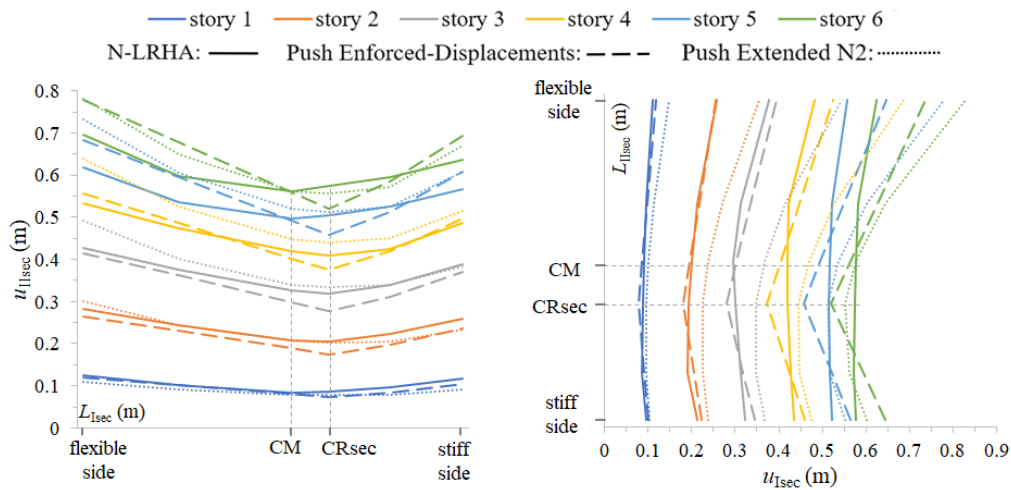 story 1 story 2 story 3 story 4 story 5 story 6
N-LRHA: Push Enforced-Displacements: Push Extended N2:
0.8
0.7
0.6
0.5
0.4
0.3
0.2
0.1
0
uIIsec (m)
LIsec (m)
flexible side
CM
CRsec
stiff side
flexible side
CM
CRsec
stiff side
LIIsec (m)
0 0.1 0.2 0.3 0.4 0.5 0.6 0.7 0.8 0.9
uIsec (m)